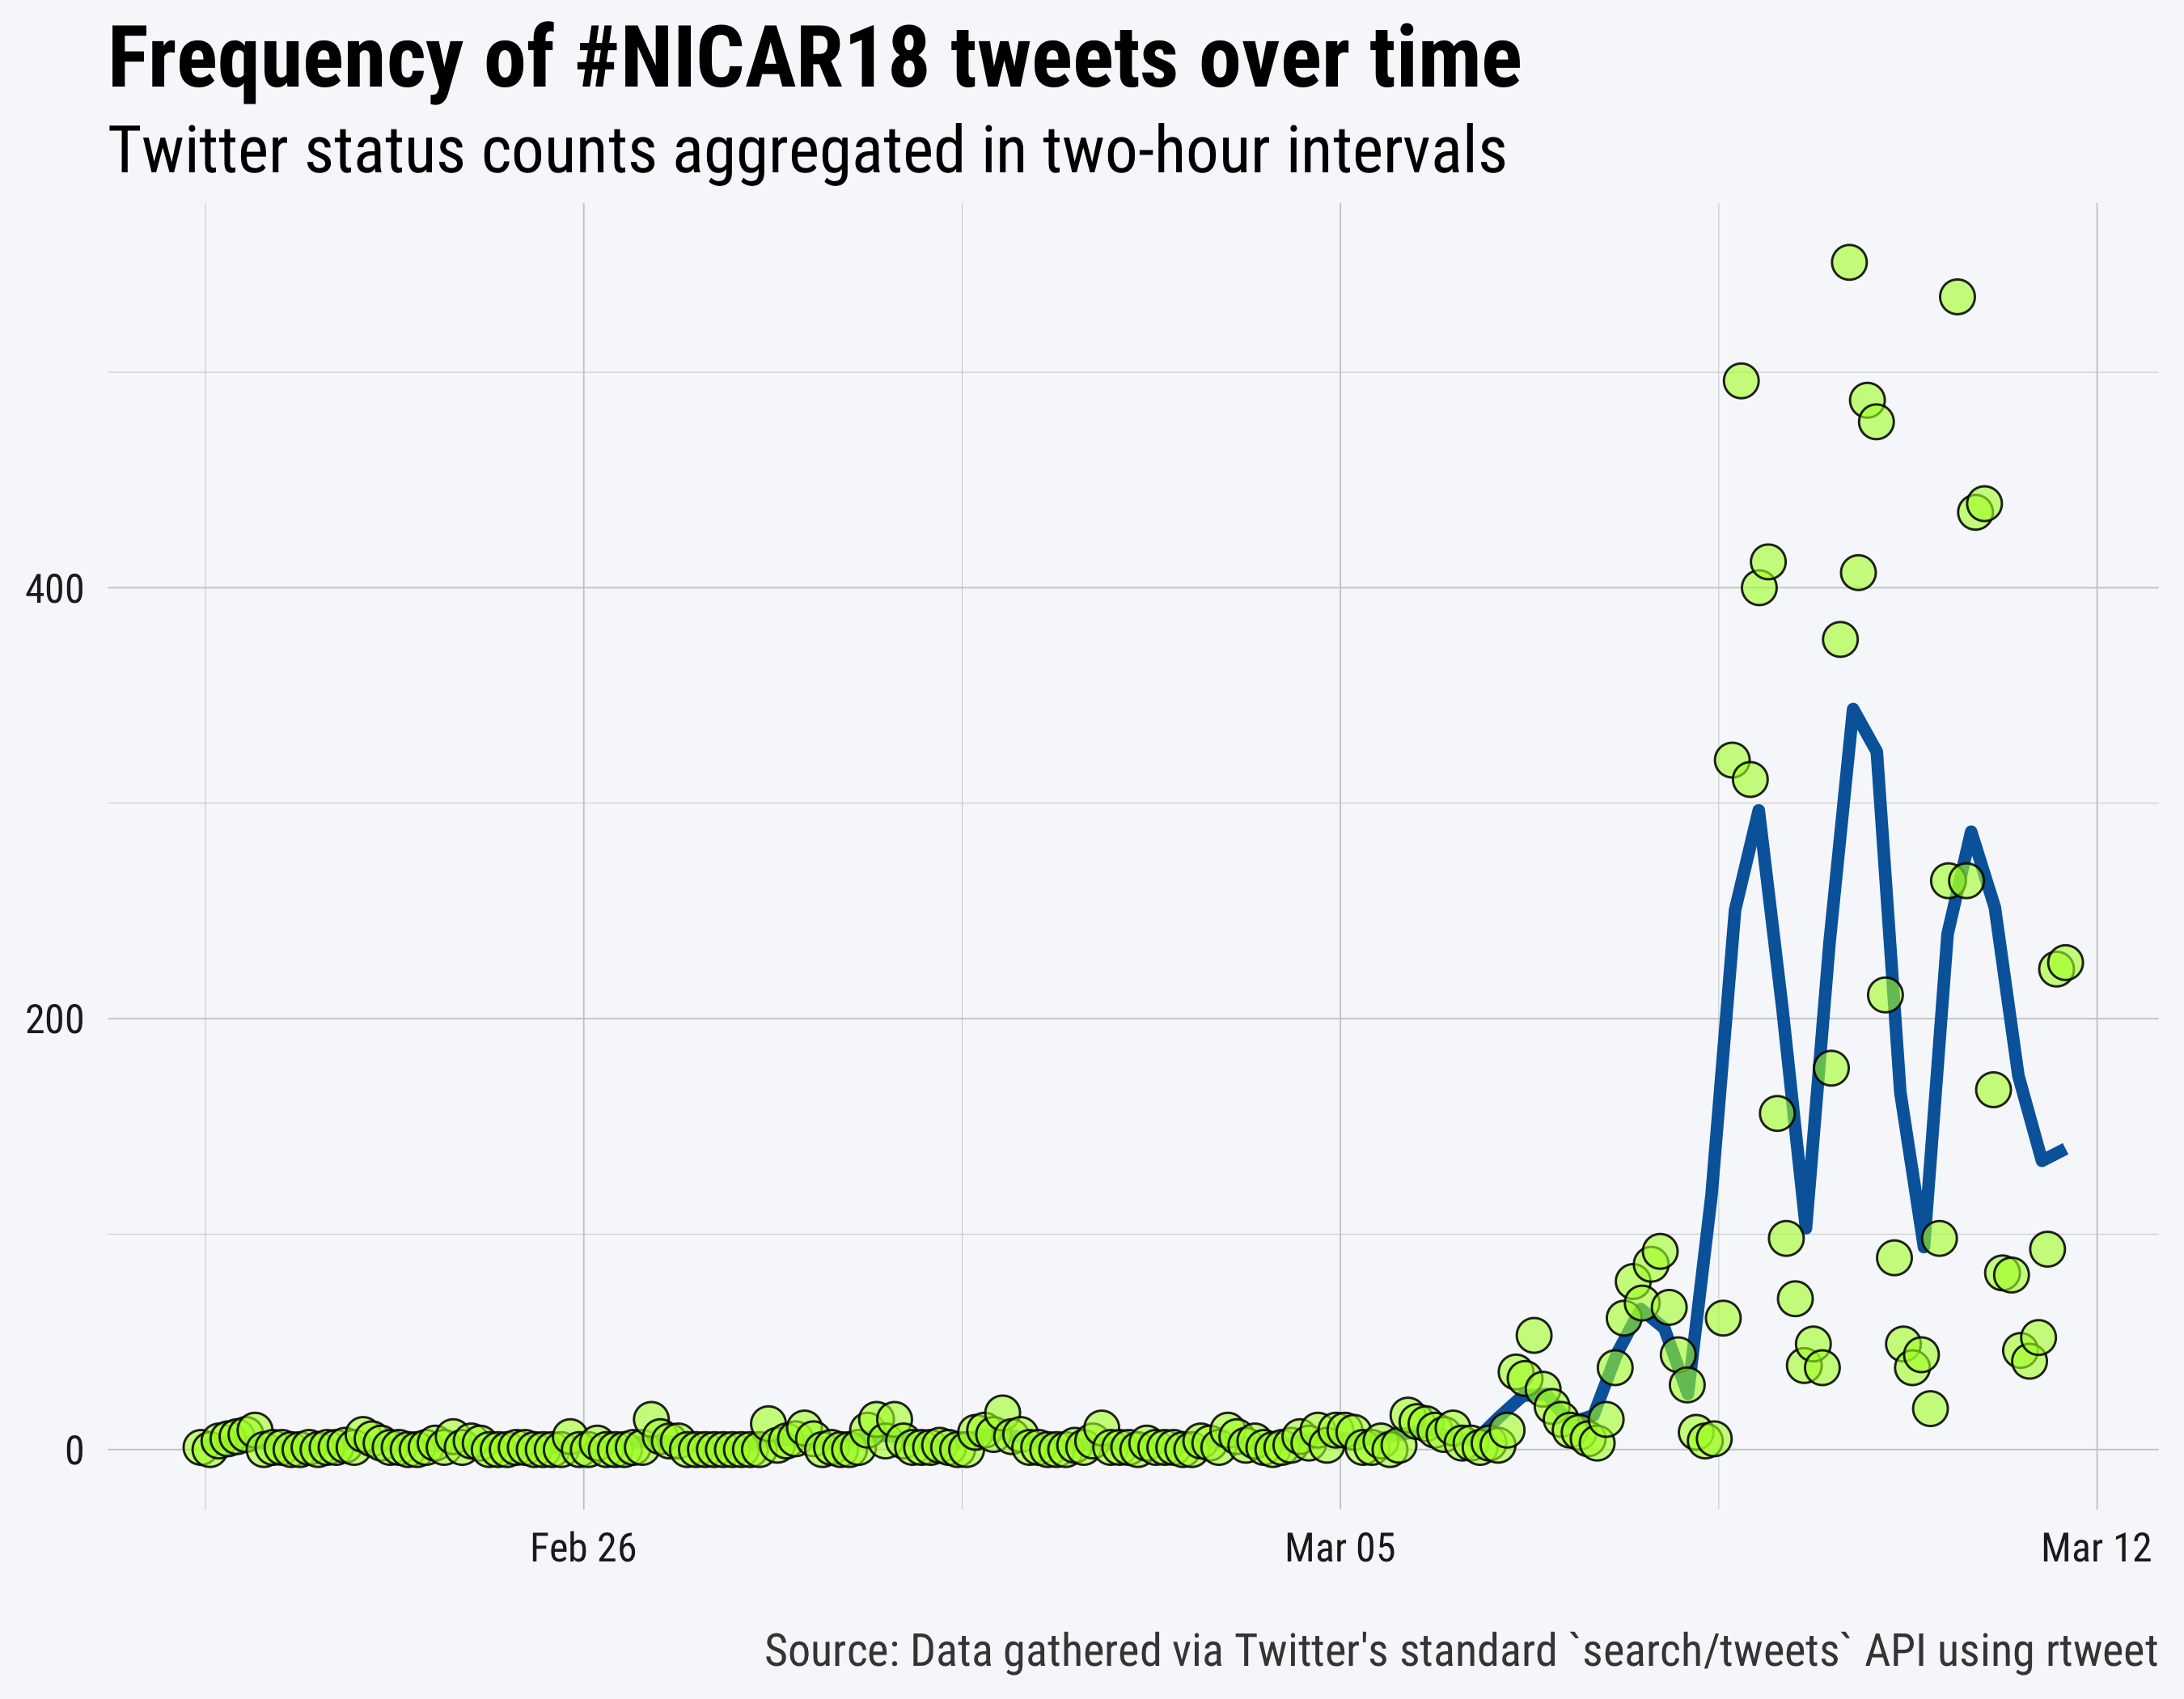 Frequency of #NICAR18 tweets over time
Twitter status counts aggregated in two-hour intervals
400
200
0
Feb 26
Mar 05
Mar 12
Source: Data gathered via Twitter's standard `search/tweets` API using rtweet